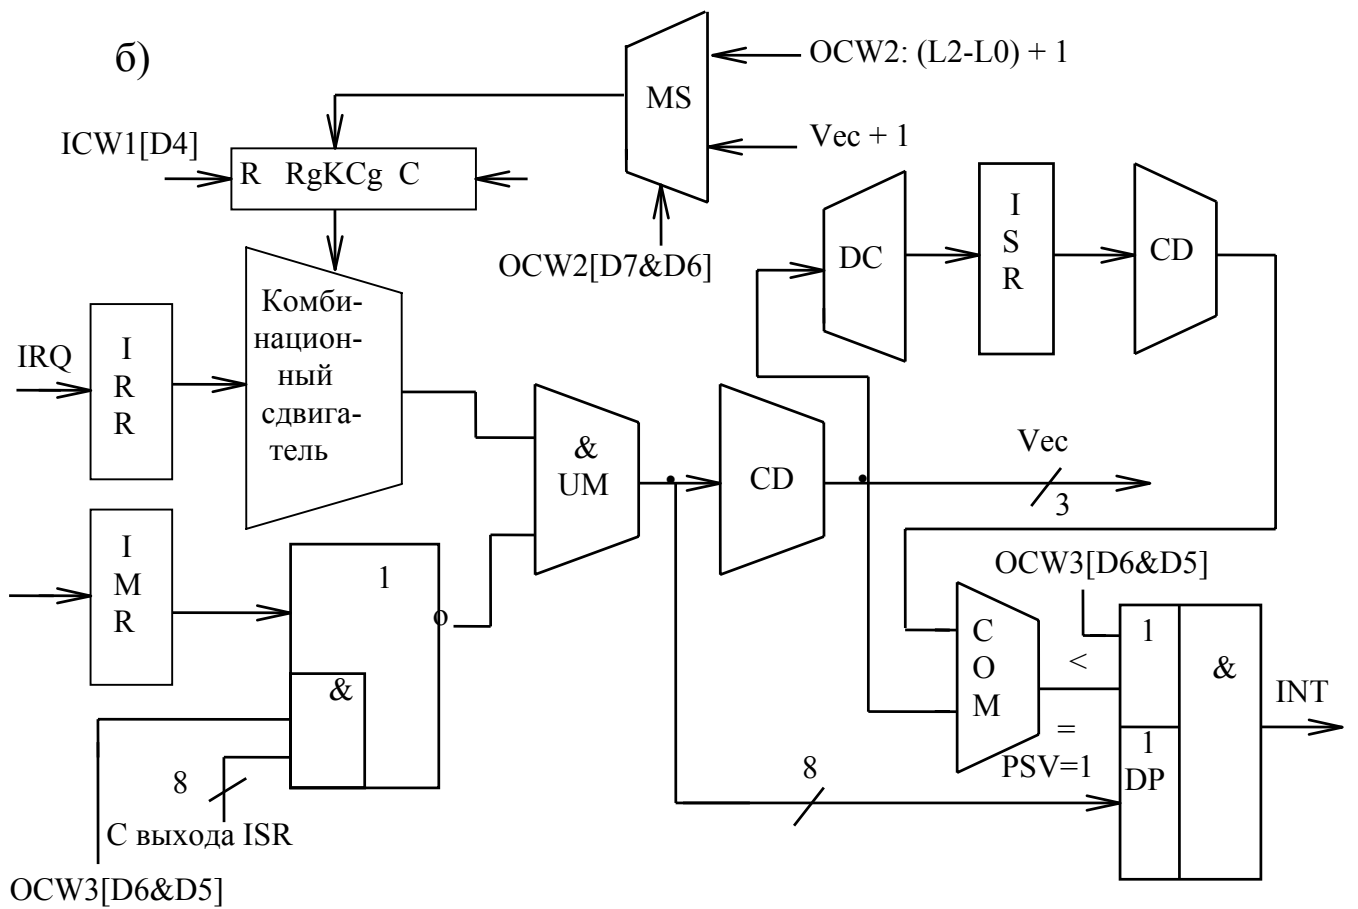 б)
OCW2: (L2-L0) + 1
MS
ICW1[D4]
Vec + 1
R RgKCg C
OCW2[D7&D6]
DC
I
S
R
CD
IRQ
I
R
R
Комби-
национ-
ный
сдвига-
тель
&
UM
CD
Vec
3
I
M
R
1
o
&
OCW3[D6&D5]
C
O
M
<
=
PSV=1
1
&
1
DP
INT
8
8
С выхода ISR
OCW3[D6&D5]